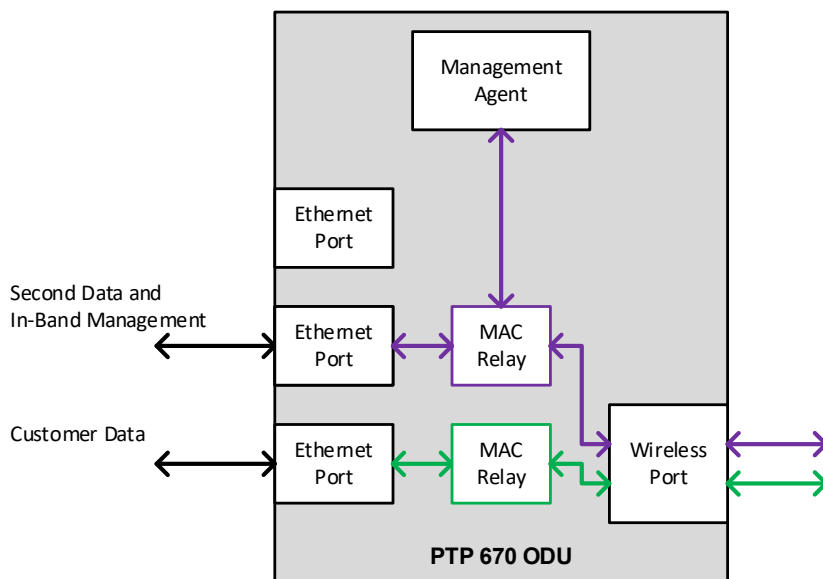 Management
Agent
Ethernet
Port
Second Data and
In-Band Management
Ethernet
Port
MAC
Relay
Customer Data
Ethernet
Port
MAC
Relay
Wireless
Port
PTP 670 ODU